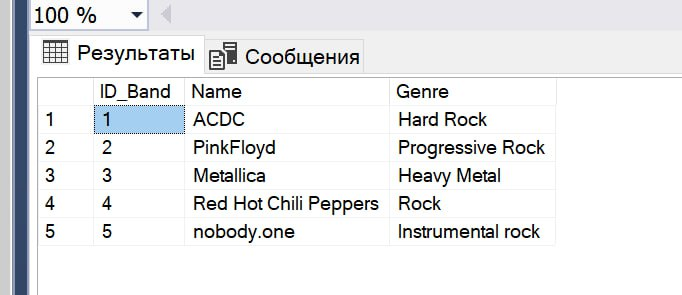 100 %
Результаты Сообщения
ID_Band Name Genre
1 1 ACDC Hard Rock
2 2 PinkFloyd Progressive Rock
3 3 Metallica Heavy Metal
4 4 Red Hot Chili Peppers Rock
5 5 nobody.one Instrumental rock